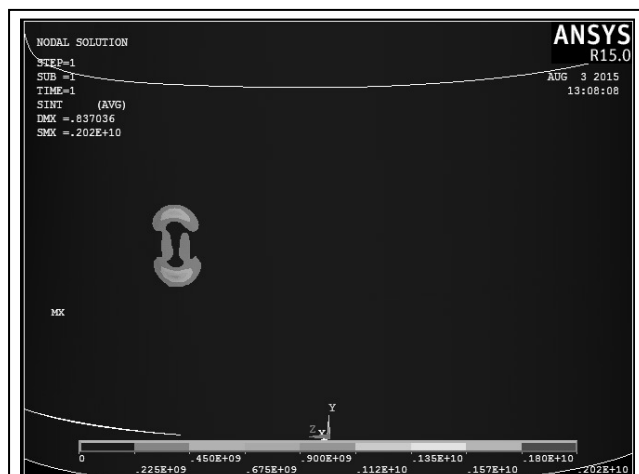 NODAL SOLUTION
STEP=1
SUB =1
TIME=1
SINT (AVG)
DMX =.837036
SMX =.202E+10
ANSYS
R15.0
AUG 3 2015
13:08:08
MX
Y
Z X
0 .450E+09 .900E+09 .135E+10 .180E+10
.225E+09 .675E+09 .112E+10 .157E+10 .202E+10